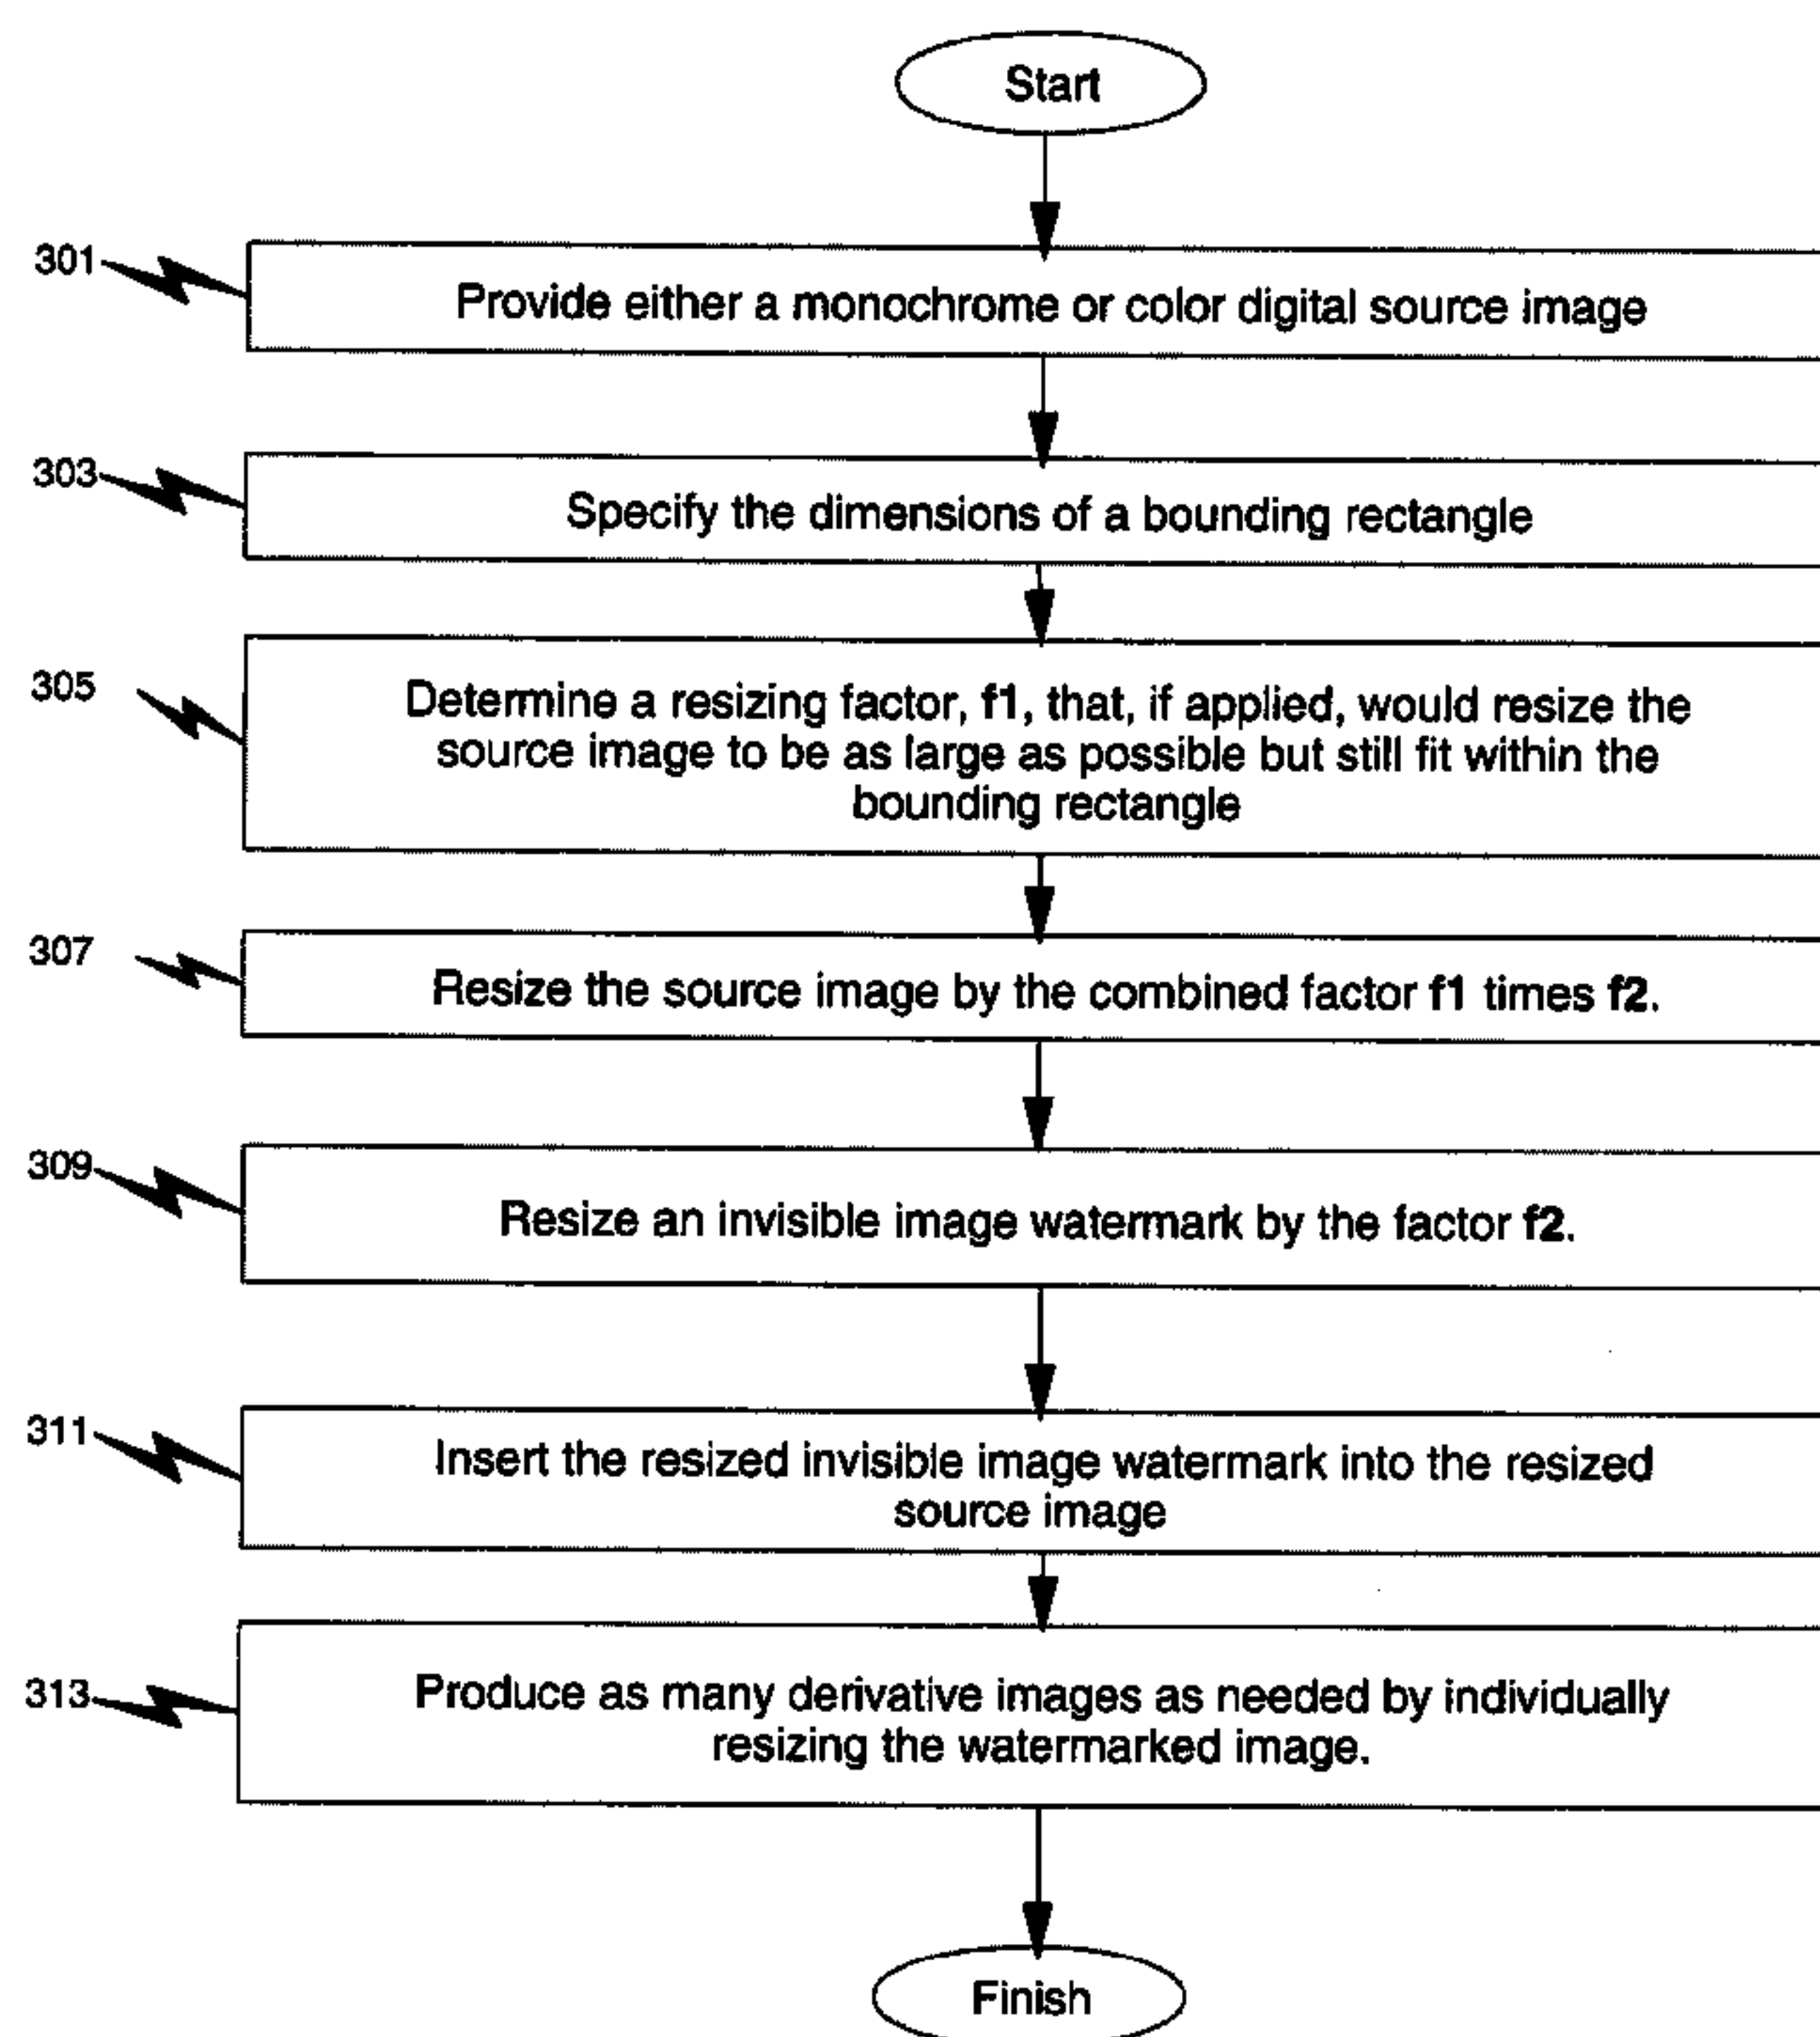 Start
301
Provide either a monochrome or color digital source image
303
Specify the dimensions of a bounding rectangle
305
Determine a resizing factor, f1, that, if applied, would resize the
source image to be as large as possible but still fit within the
bounding rectangle
307
Resize the source image by the combined factor f1 times f2.
309
Resize an invisible image watermark by the factor f2.
311
Insert the resized invisible image watermark into the resized
source image
313
Produce as many derivative images as needed by individually
resizing the watermarked image.
Finish